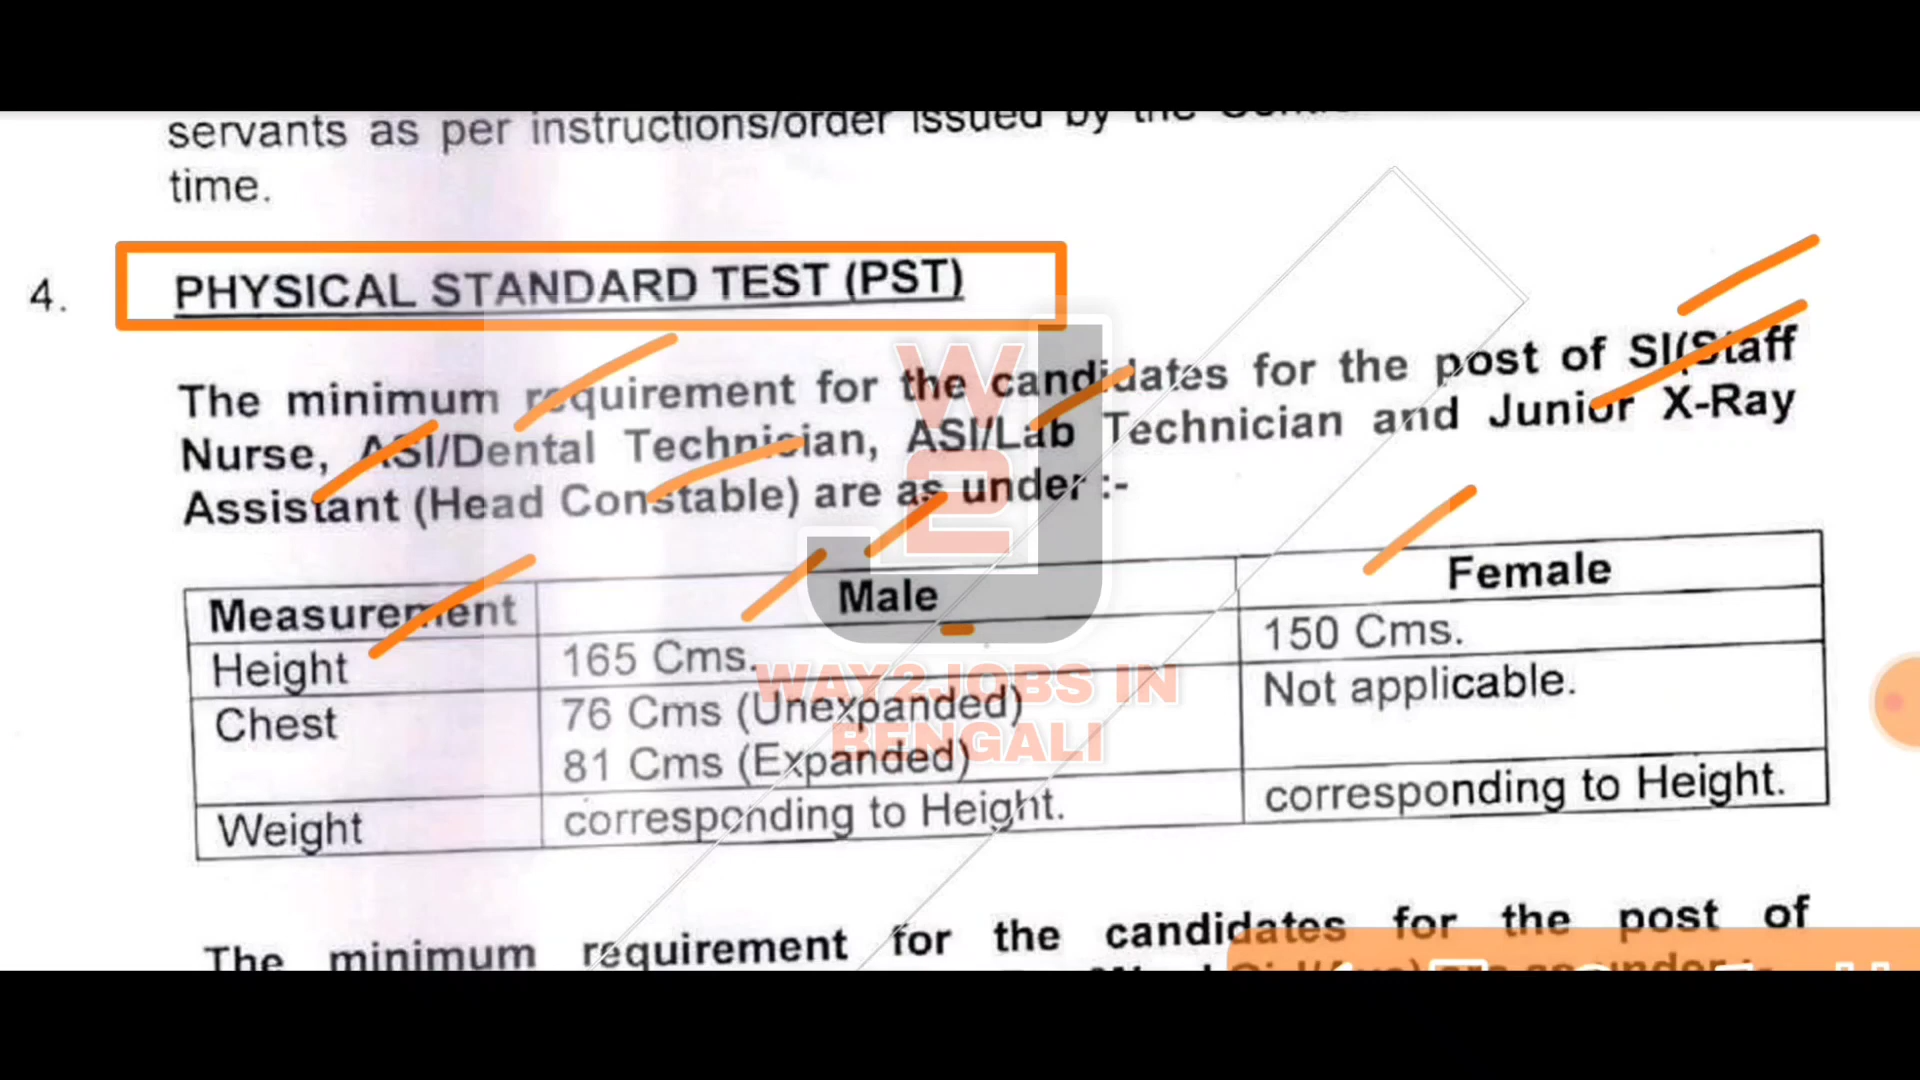 servants as per instructions/order issued by the
time.
4. PHYSICAL STANDARD TEST (PST)
The minimum requirement for the candidates for the post of SI(Staff
Nurse, ASI/Dental Technician, ASI/Lab Technician and Junior X-Ray
Assistant (Head Constable) are as under :-
Measurement Male Female
Height 165 Cms. 150 Cms.
Chest 76 Cms (Unexpanded) Not applicable.
81 Cms (Expanded)
Weight corresponding to Height. corresponding to Height.
The minimum requirement for the candidates for the post of
are as under :-
W
2
J
WAY2JOBS IN
BENGALI